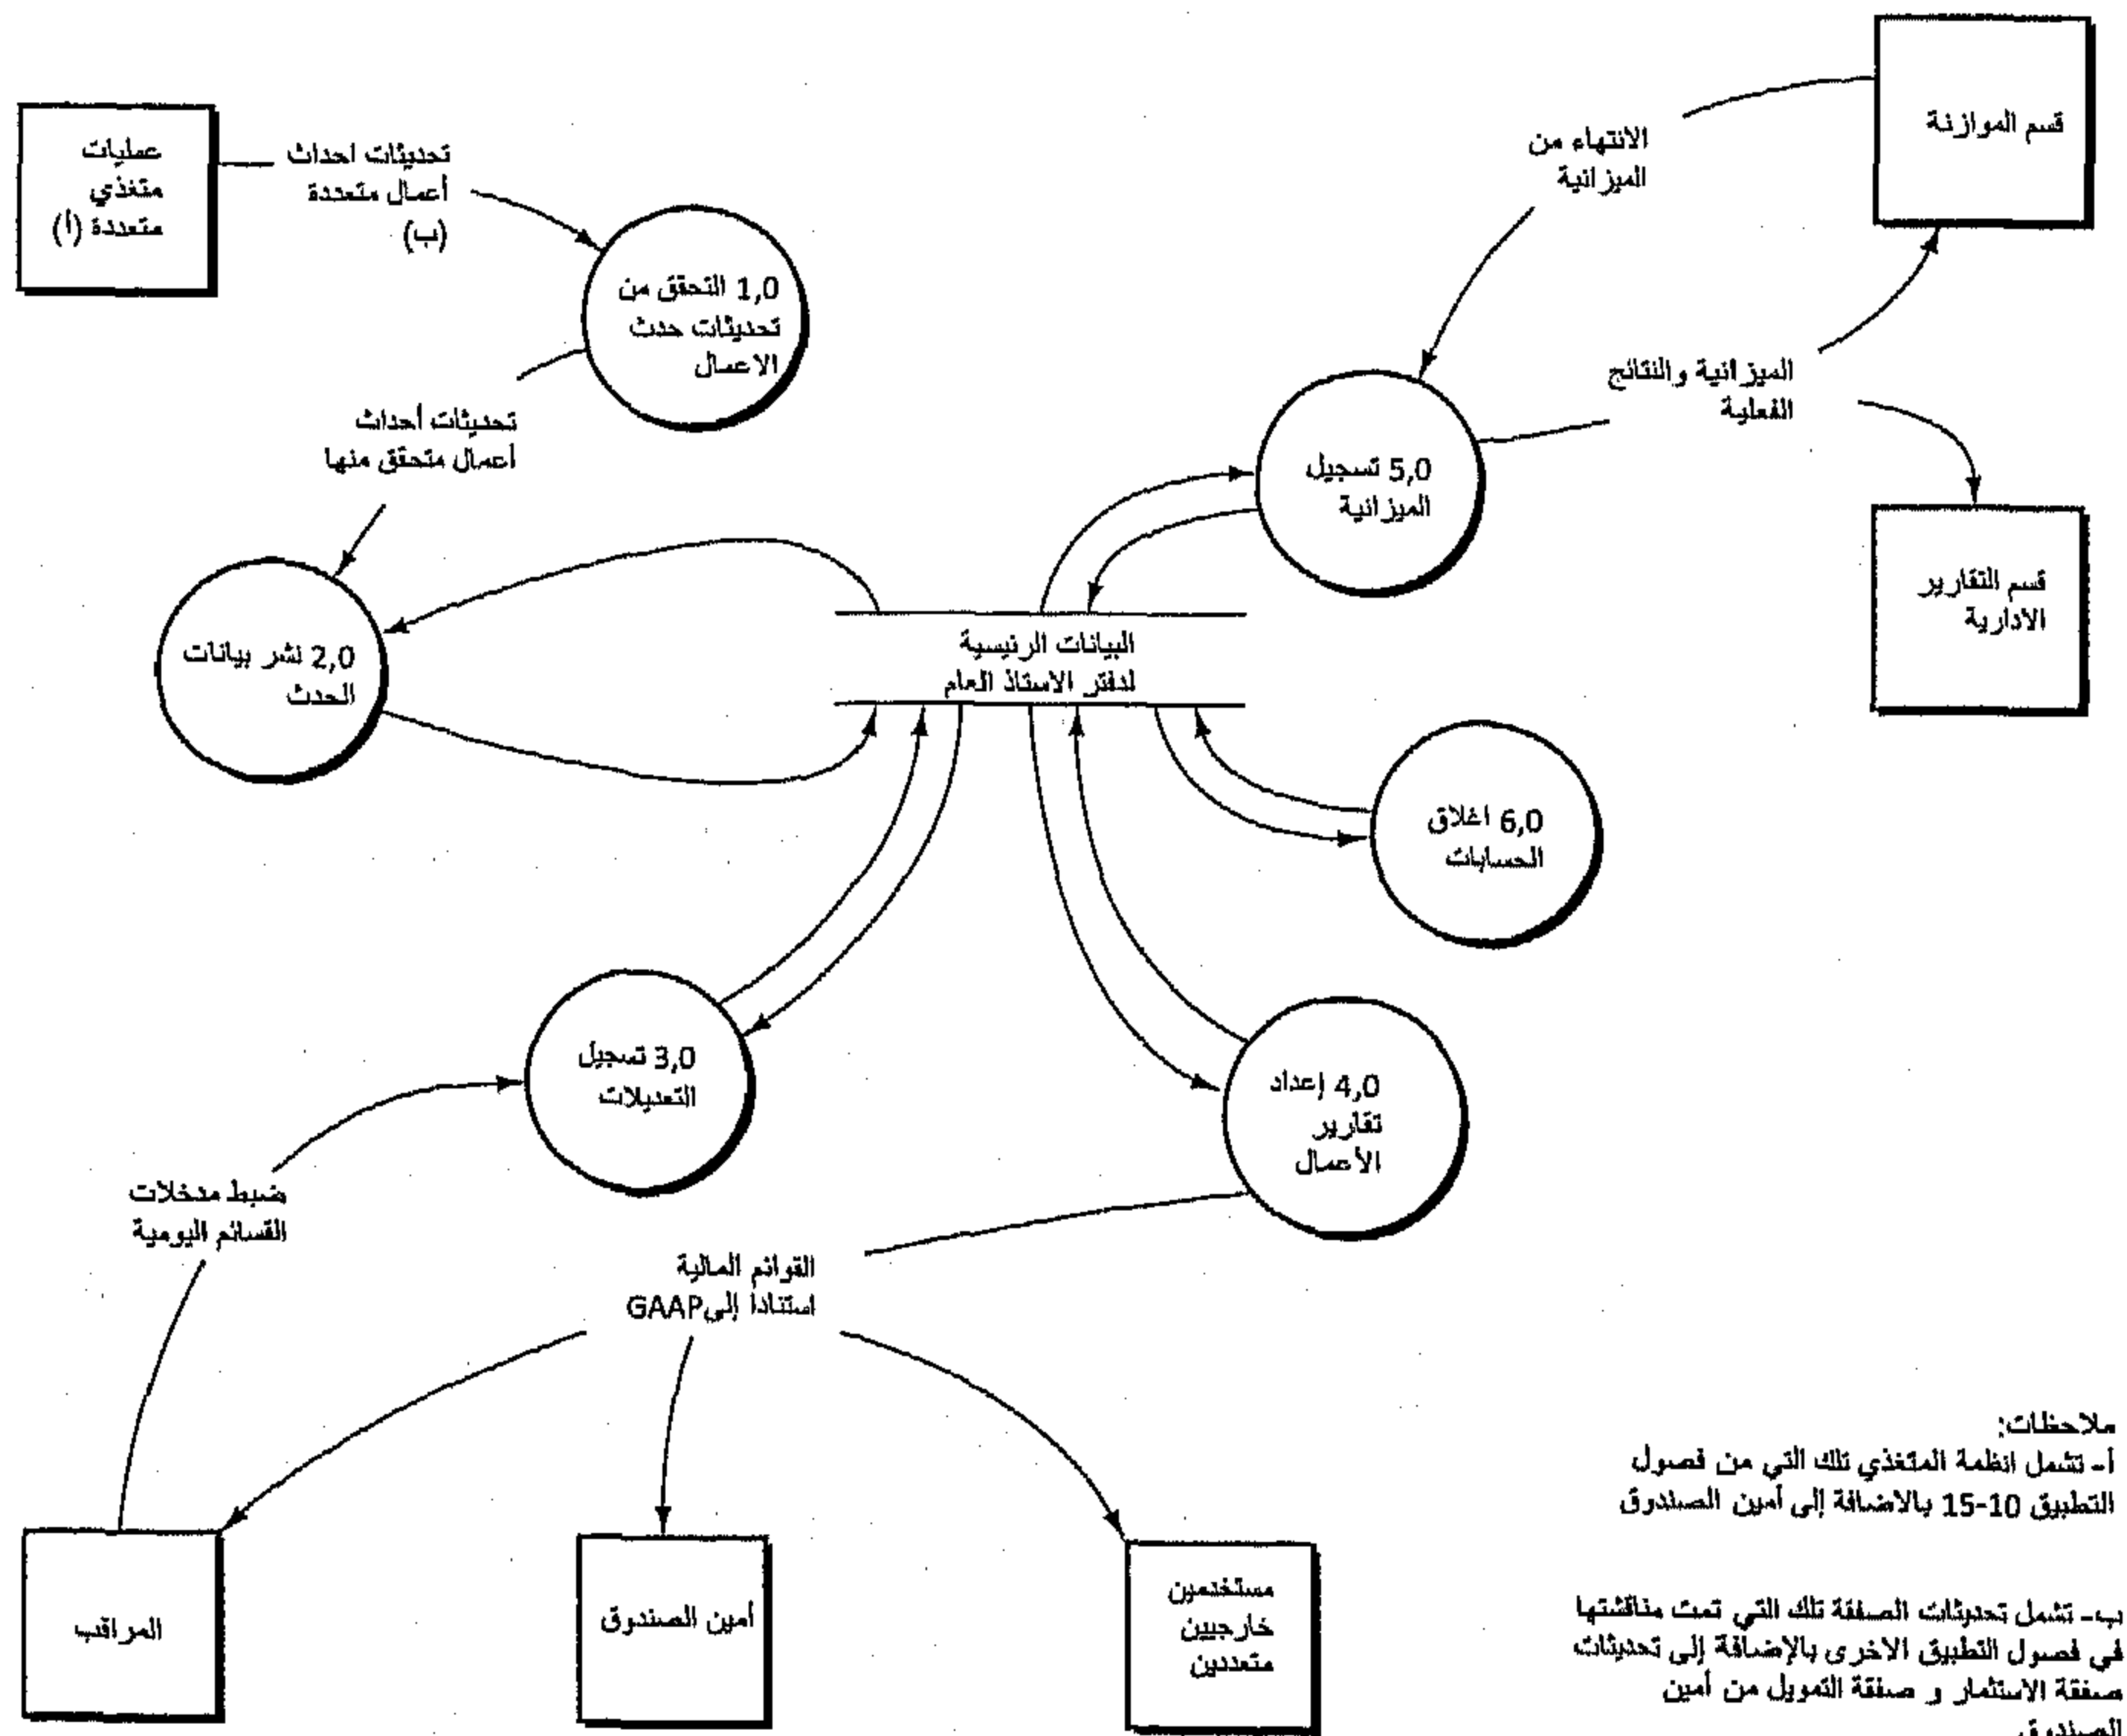 قسم الموازنة
الانتهاء من
الميزانية
عمليات
متغذي
متعددة (أ)
تحديثات احداث
أعمال متعددة
(ب)
1,0 التحقق من
تحديثات حدث
الاعمال
الميزانية والنتائج
الفعلية
تحديثات أحداث
أعمال متحقق منها
5,0 تسجيل
الميزانية
قسم التقارير
الادارية
البيانات الرئيسية
لدفتر الاستاذ العام
2,0 نشر بيانات
الحدث
6,0 اغلاق
الحسابات
3,0 تسجيل
التعديلات
4,0 إعداد
تقارير
الأعمال
ضبط مدخلات
القسائم اليومية
القوائم المالية
استنادا إلى GAAP
المراقب
أمين الصندوق
مستخدمين
خارجيين
متعددين
ملاحظات:
أ- تشمل انظمة المتغذي تلك التي من فصول
التطبيق 10-15 بالاضافة إلى أمين الصندوق
ب- تشمل تحديثات الصفقة تلك التي تمت مناقشتها
في فصول التطبيق الاخرى بالإضافة إلى تحديثات
صفقة الاستثمار و صفقة التمويل من أمين
الصندوق